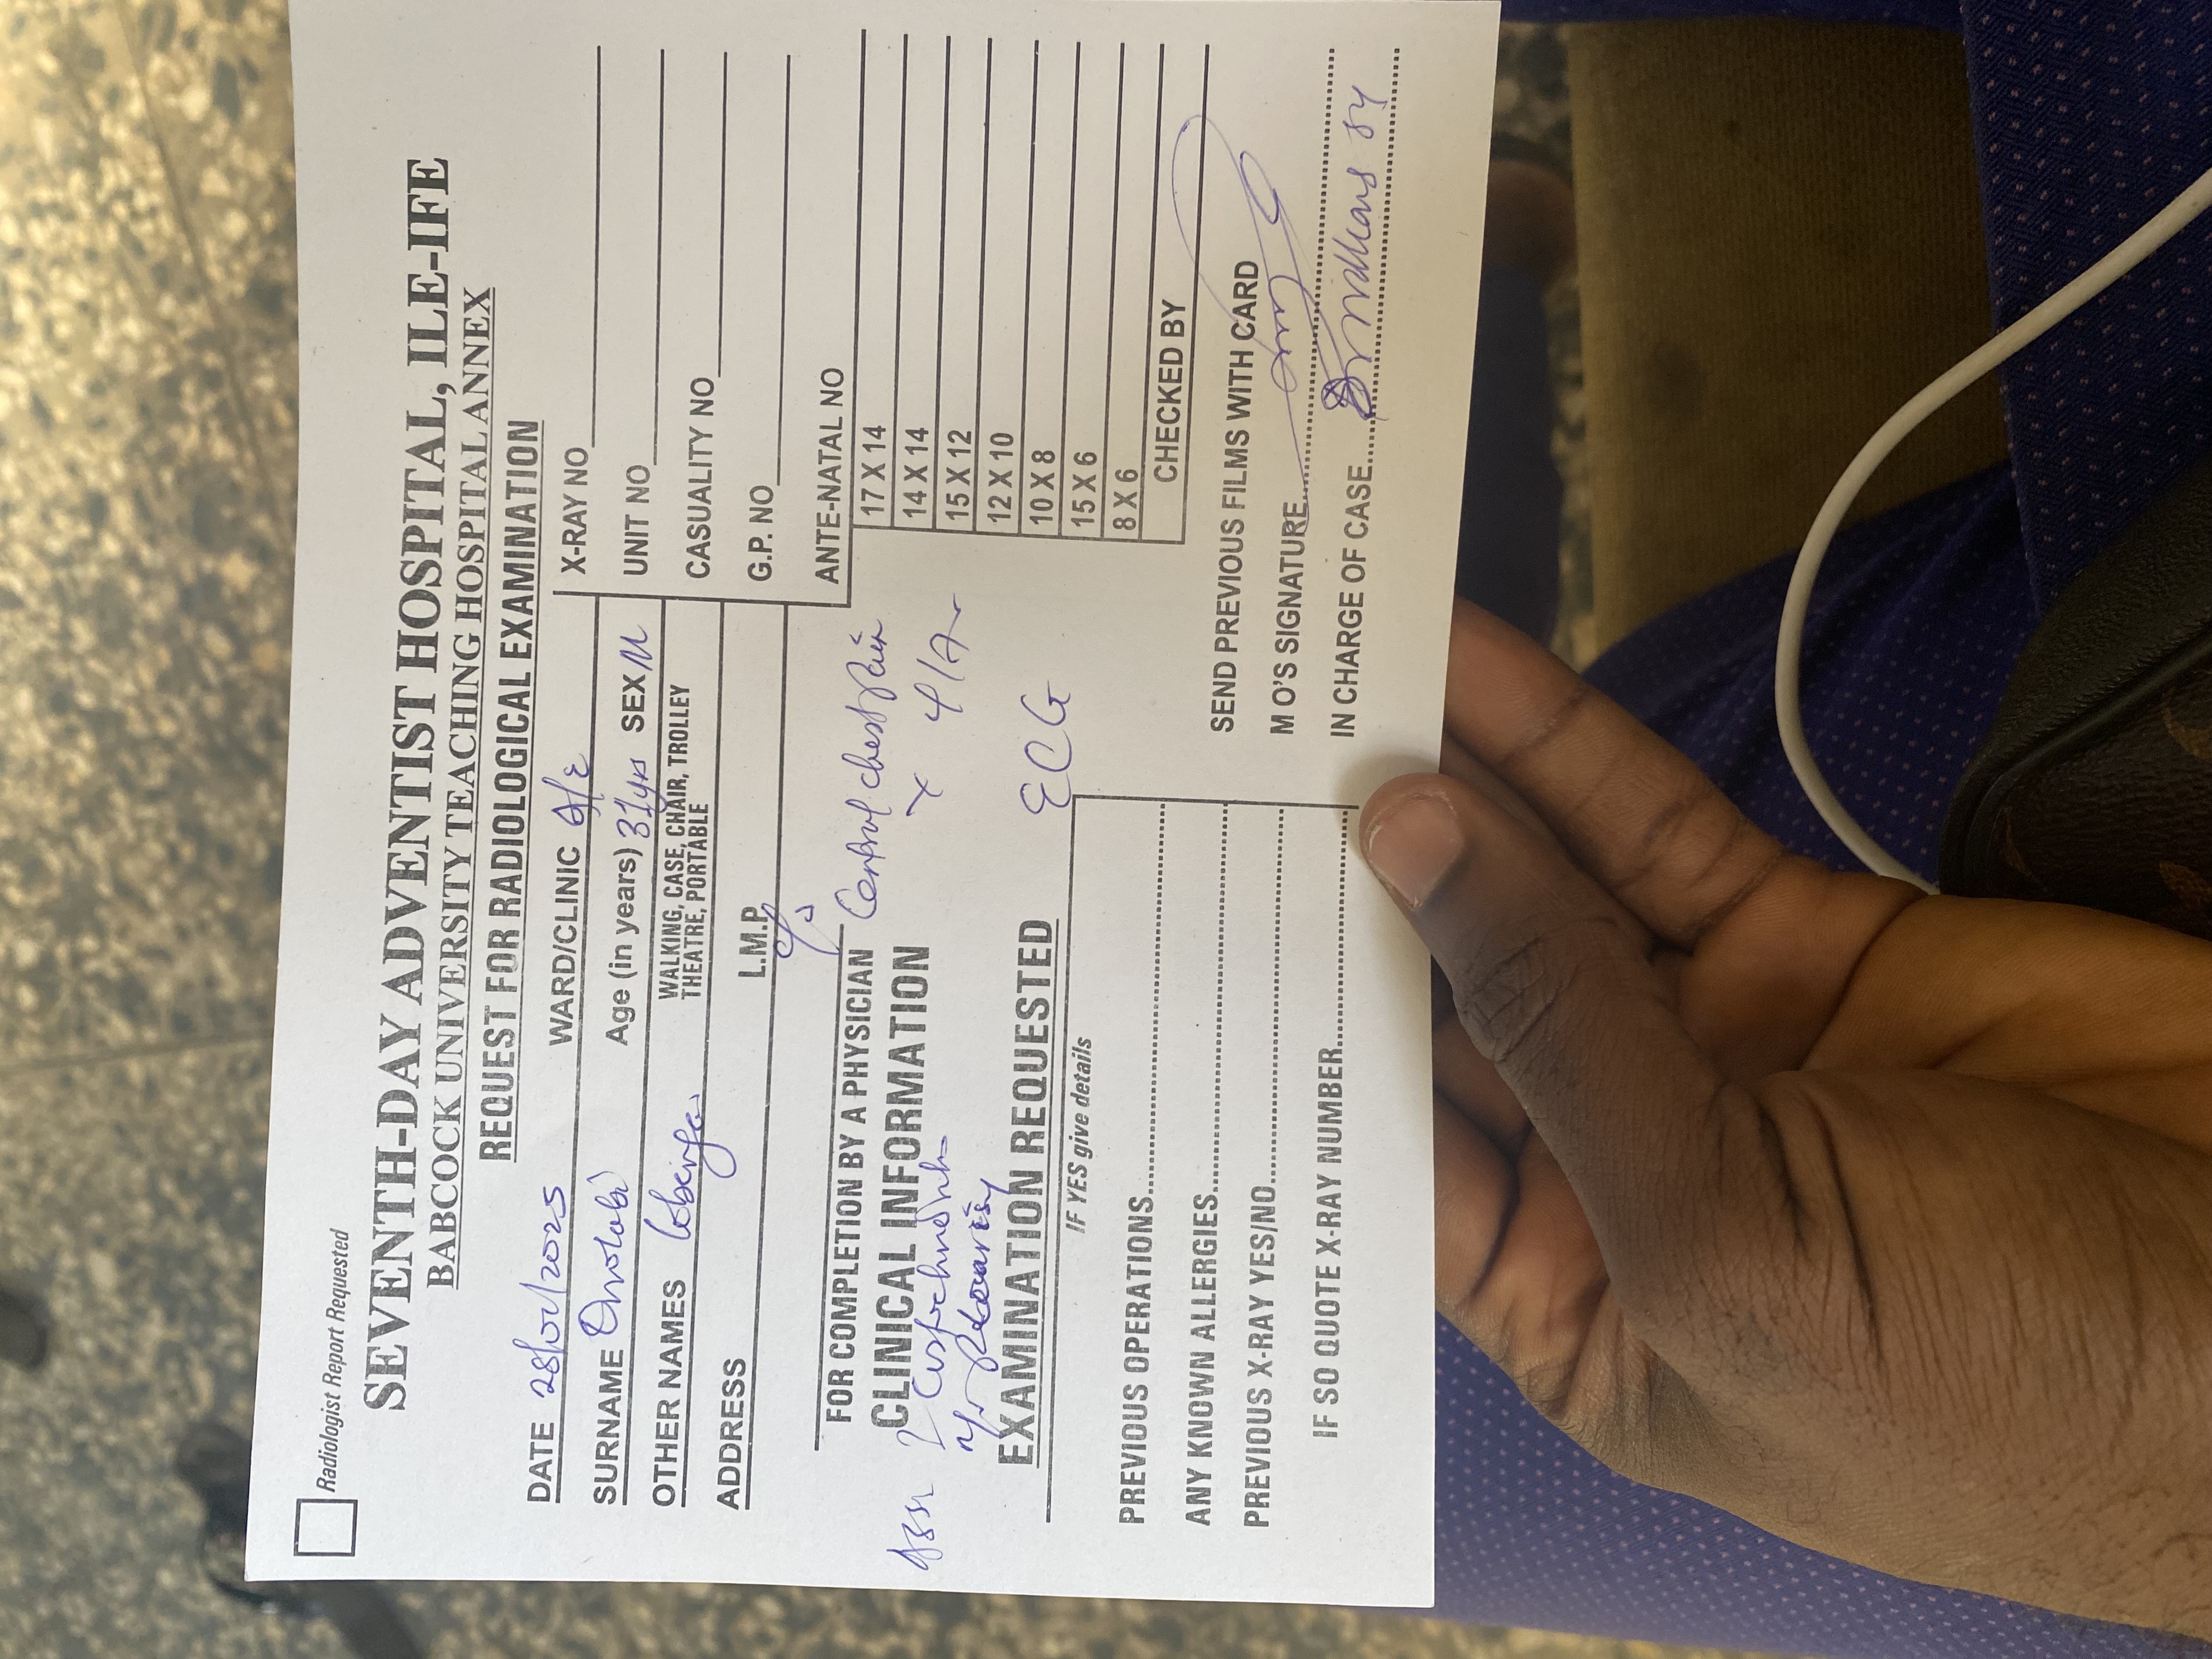 Radiologist Report Requested
SEVENTH-DAY ADVENTIST HOSPITAL, ILE-IFE
BABCOCK UNIVERSITY TEACHING HOSPITAL ANNEX
REQUEST FOR RADIOLOGICAL EXAMINATION
DATE WARD/CLINIC A/E X-RAY NO
SURNAME Age (in years) 31yrs SEX M UNIT NO
OTHER NAMES Gbenga WALKING, CASE, CHAIR, TROLLEY
THEATRE, PORTABLE
CASUALITY NO
ADDRESS L.M.P. G.P. NO
ANTE-NATAL NO
FOR COMPLETION BY A PHYSICIAN
CLINICAL INFORMATION
Central chest pain
x
17 X 14
14 X 14
15 X 12
12 X 10
10 X 8
15 X 6
8 X 6
CHECKED BY
EXAMINATION REQUESTED ECG
IF YES give details
PREVIOUS OPERATIONS
ANY KNOWN ALLERGIES
PREVIOUS X-RAY YES/NO
IF SO QUOTE X-RAY NUMBER
SEND PREVIOUS FILMS WITH CARD
M O'S SIGNATURE
IN CHARGE OF CASE Dr